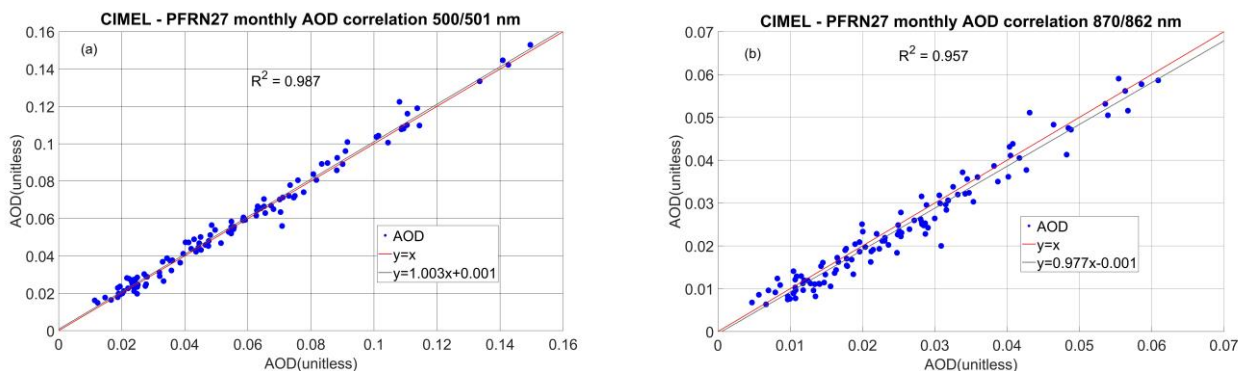 CIMEL - PFRN27 monthly AOD correlation 500/501 nm
0.16
0.14
0.12
0.1
0.08
0.06
0.04
0.02
0
AOD(unitless)
(a)
R² = 0.987
AOD
y=x
y=1.003x+0.001
0 0.02 0.04 0.06 0.08 0.1 0.12 0.14 0.16
AOD(unitless)
CIMEL - PFRN27 monthly AOD correlation 870/862 nm
0.07
0.06
0.05
0.04
0.03
0.02
0.01
0
AOD(unitless)
(b)
R² = 0.957
AOD
y=x
y=0.977x-0.001
0 0.01 0.02 0.03 0.04 0.05 0.06 0.07
AOD(unitless)